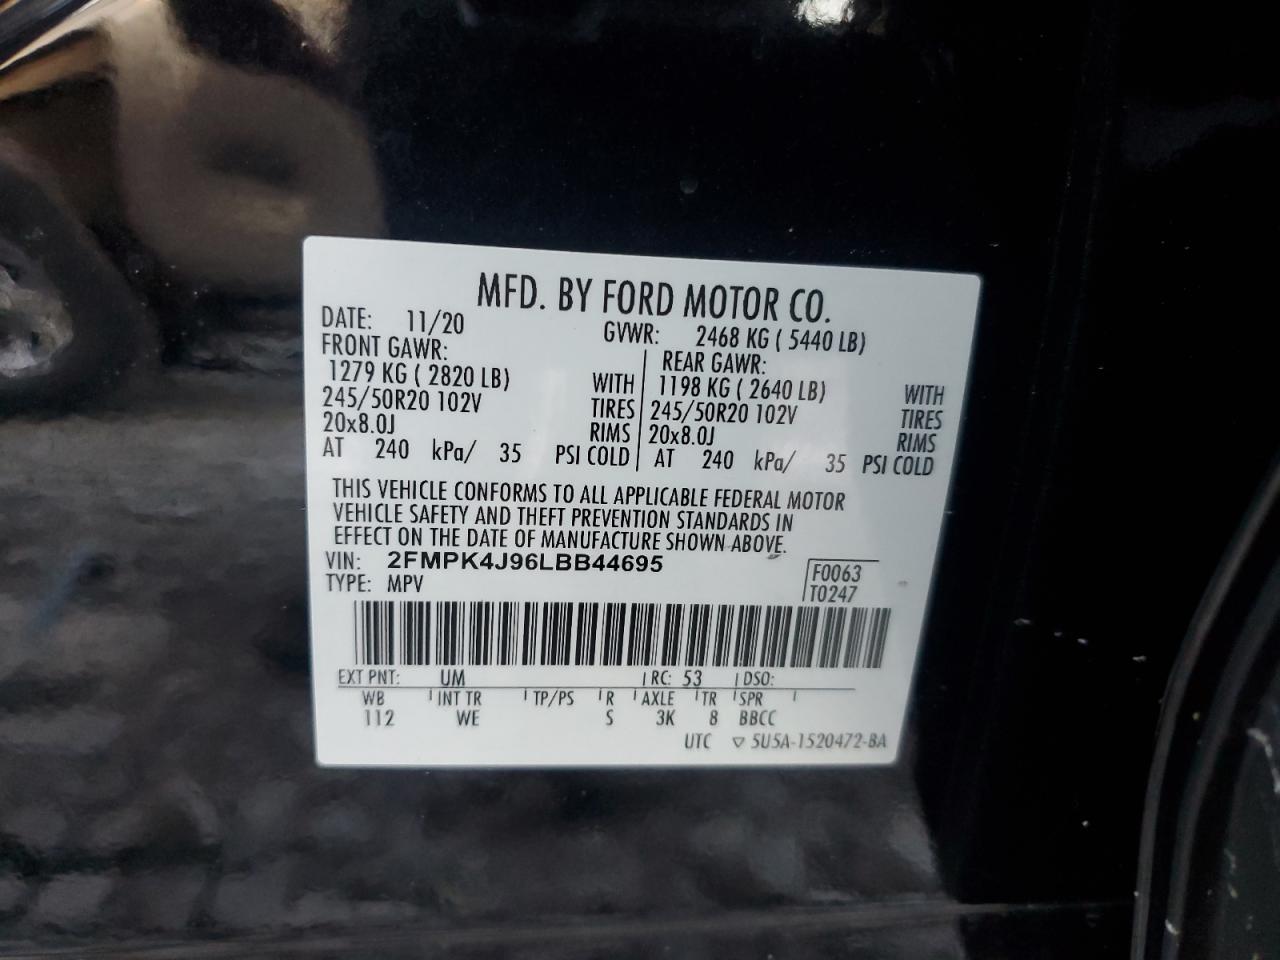 MFD. BY FORD MOTOR CO.
DATE: 11/20 GVWR: 2468 KG ( 5440 LB)
FRONT GAWR: REAR GAWR:
1279 KG ( 2820 LB) WITH 1198 KG ( 2640 LB) WITH
245/50R20 102V TIRES 245/50R20 102V TIRES
20x8.0J RIMS 20x8.0J RIMS
AT 240 kPa/ 35 PSI COLD AT 240 kPa/ 35 PSI COLD
THIS VEHICLE CONFORMS TO ALL APPLICABLE FEDERAL MOTOR
VEHICLE SAFETY AND THEFT PREVENTION STANDARDS IN
EFFECT ON THE DATE OF MANUFACTURE SHOWN ABOVE.
VIN: 2FMPK4J96LBB44695 F0063
TYPE: MPV T0247
EXT PNT: UM RC: 53 DSO:
WB INT TR TP/PS R AXLE TR SPR
112 WE S 3K 8 BBCC
UTC ▽ 5U5A-1520472-BA